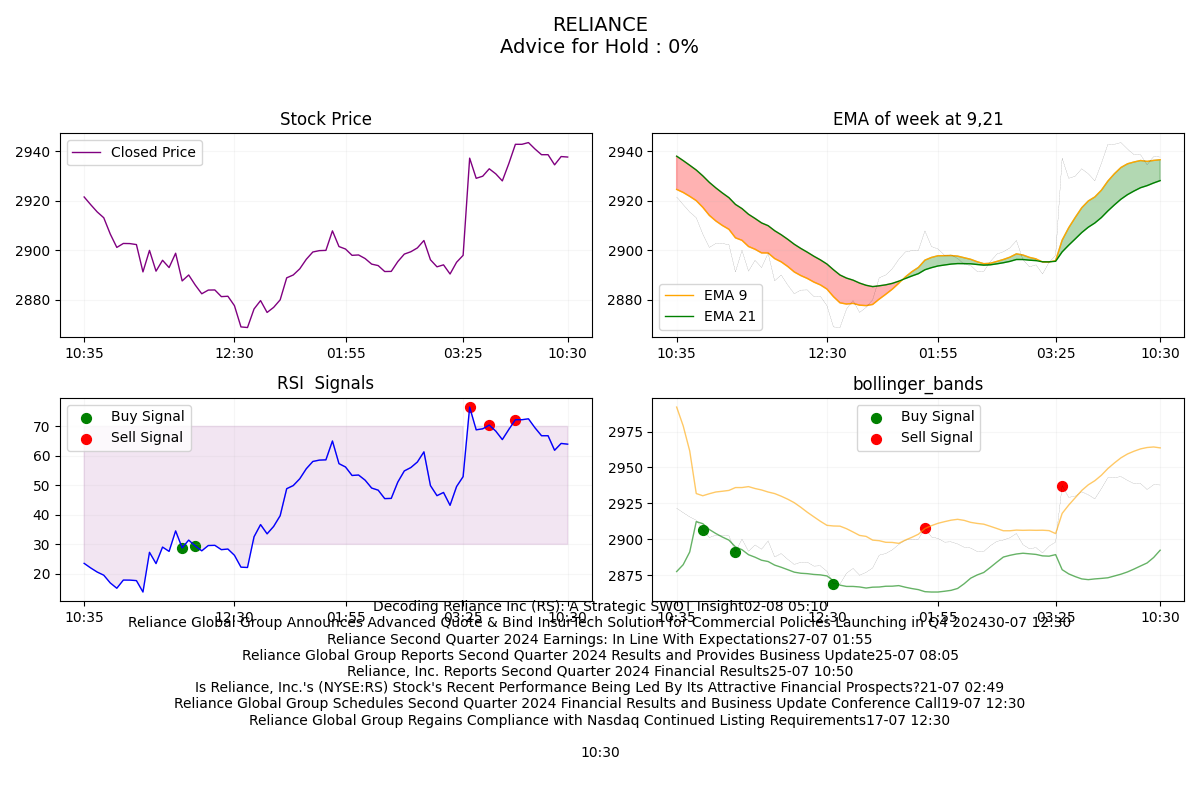 RELIANCE
Advice for Hold : 0%
Stock Price
Closed Price
2940
2920
2900
2880
10:35
12:30
01:55
03:25
10:30
EMA of week at 9,21
2940
2920
2900
2880
EMA 9
EMA 21
10:35
12:30
01:55
03:25
10:30
RSI  Signals
Buy Signal
Sell Signal
70
60
50
40
30
20
10:35
12:30
01:55
03:25
10:30
bollinger_bands
Buy Signal
Sell Signal
2975
2950
2925
2900
2875
10:35
12:30
01:55
03:25
10:30
Decoding Reliance Inc (RS): A Strategic SWOT Insight02-08 05:10
Reliance Global Group Announces Advanced Quote & Bind InsurTech Solution for Commercial Policies Launching in Q4 202430-07 12:30
Reliance Second Quarter 2024 Earnings: In Line With Expectations27-07 01:55
Reliance Global Group Reports Second Quarter 2024 Results and Provides Business Update25-07 08:05
Reliance, Inc. Reports Second Quarter 2024 Financial Results25-07 10:50
Is Reliance, Inc.'s (NYSE:RS) Stock's Recent Performance Being Led By Its Attractive Financial Prospects?21-07 02:49
Reliance Global Group Schedules Second Quarter 2024 Financial Results and Business Update Conference Call19-07 12:30
Reliance Global Group Regains Compliance with Nasdaq Continued Listing Requirements17-07 12:30
10:30